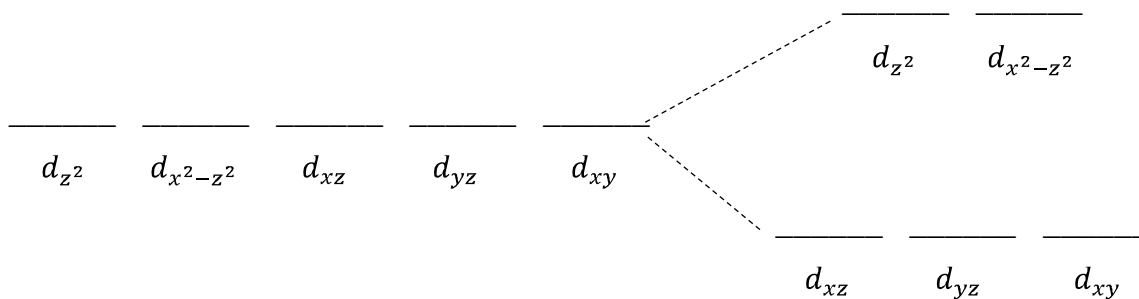 d_{z^2} d_{x^2-z^2}
d_{z^2} d_{x^2-z^2} d_{xz} d_{yz} d_{xy}
d_{xz} d_{yz} d_{xy}